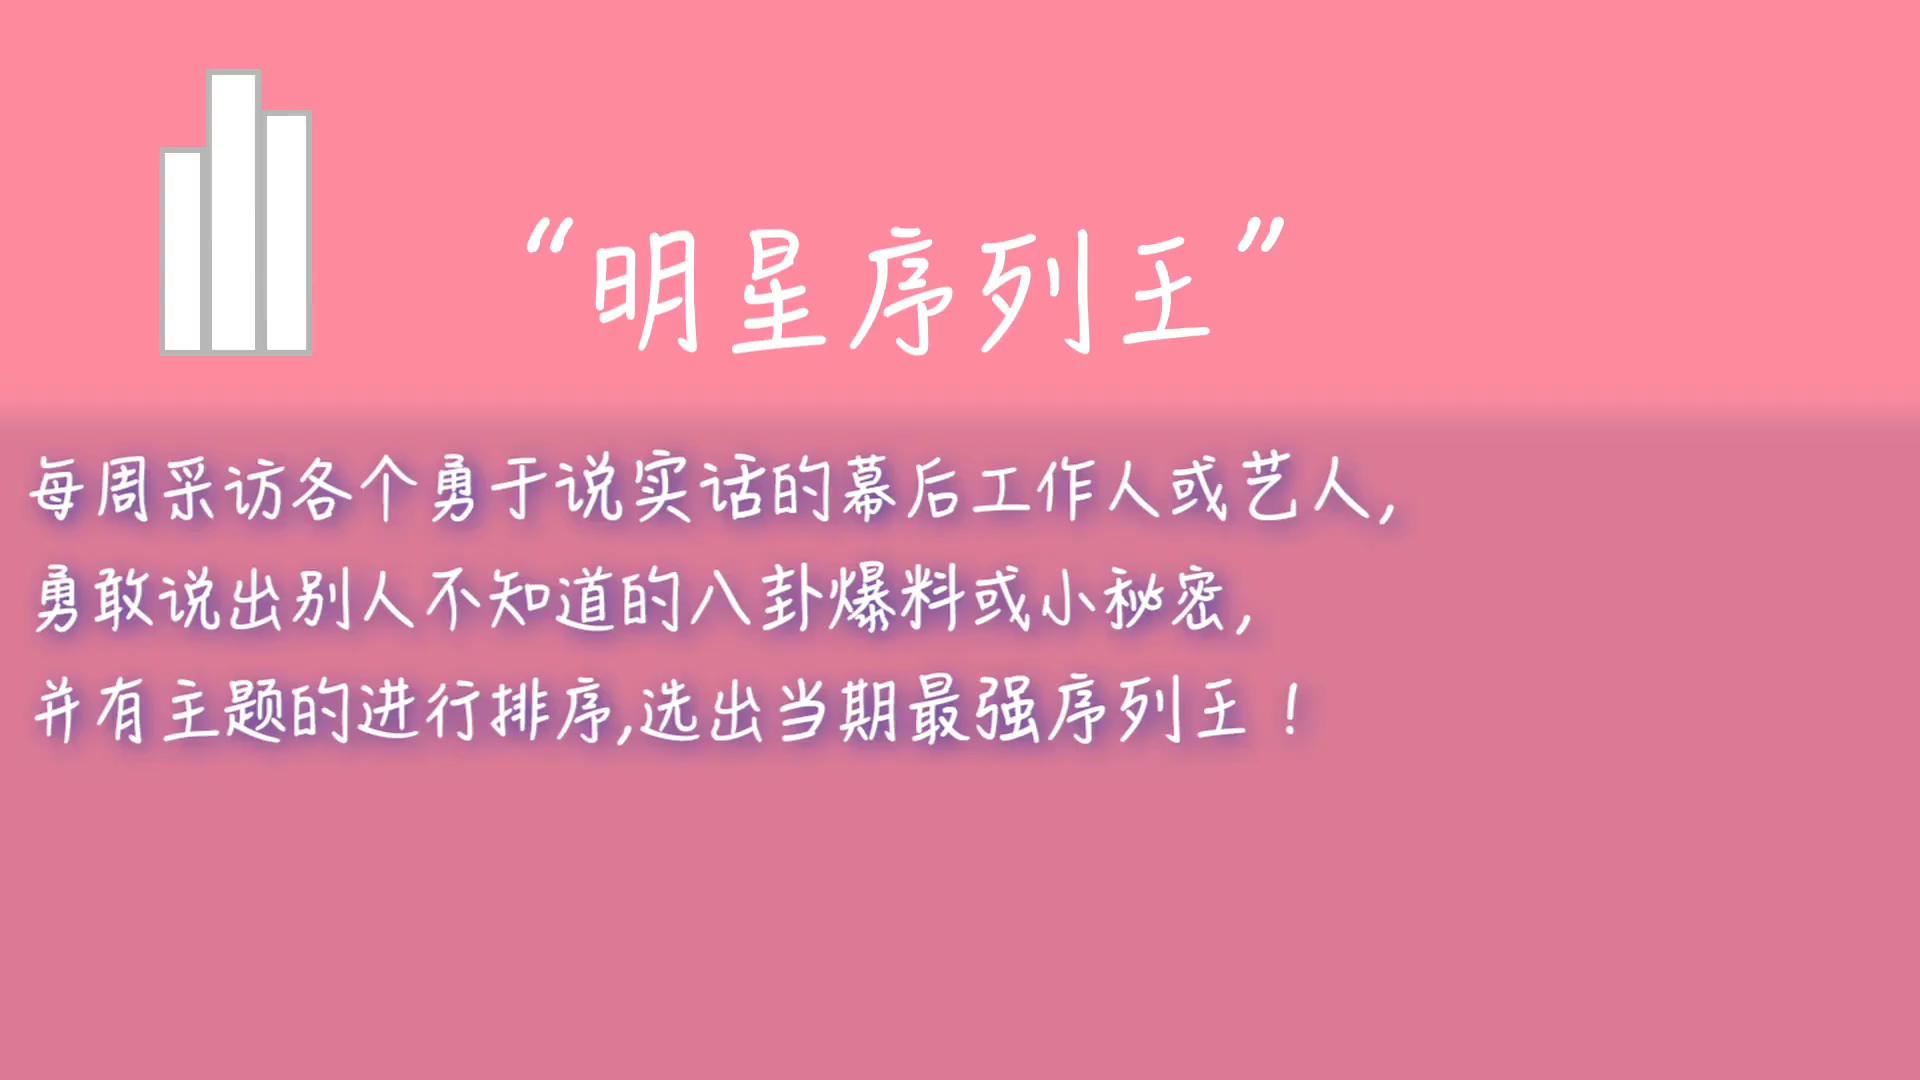 “明星序列王”
每周采访各个勇于说实话的幕后工作人或艺人,
勇敢说出别人不知道的八卦爆料或小秘密,
并有主题的进行排序,选出当期最强序列王！